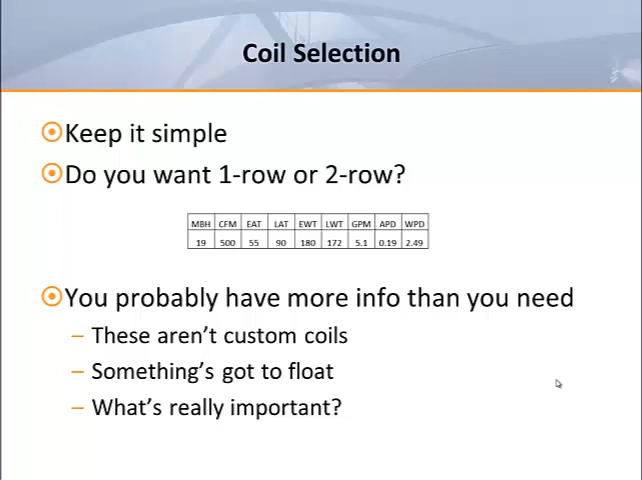 Coil Selection
Keep it simple
Do you want 1-row or 2-row?
MBH CFM EAT LAT EWT LWT GPM APD WPD
19 500 55 90 180 172 5.1 0.19 2.49
You probably have more info than you need
– These aren't custom coils
– Something's got to float
– What's really important?